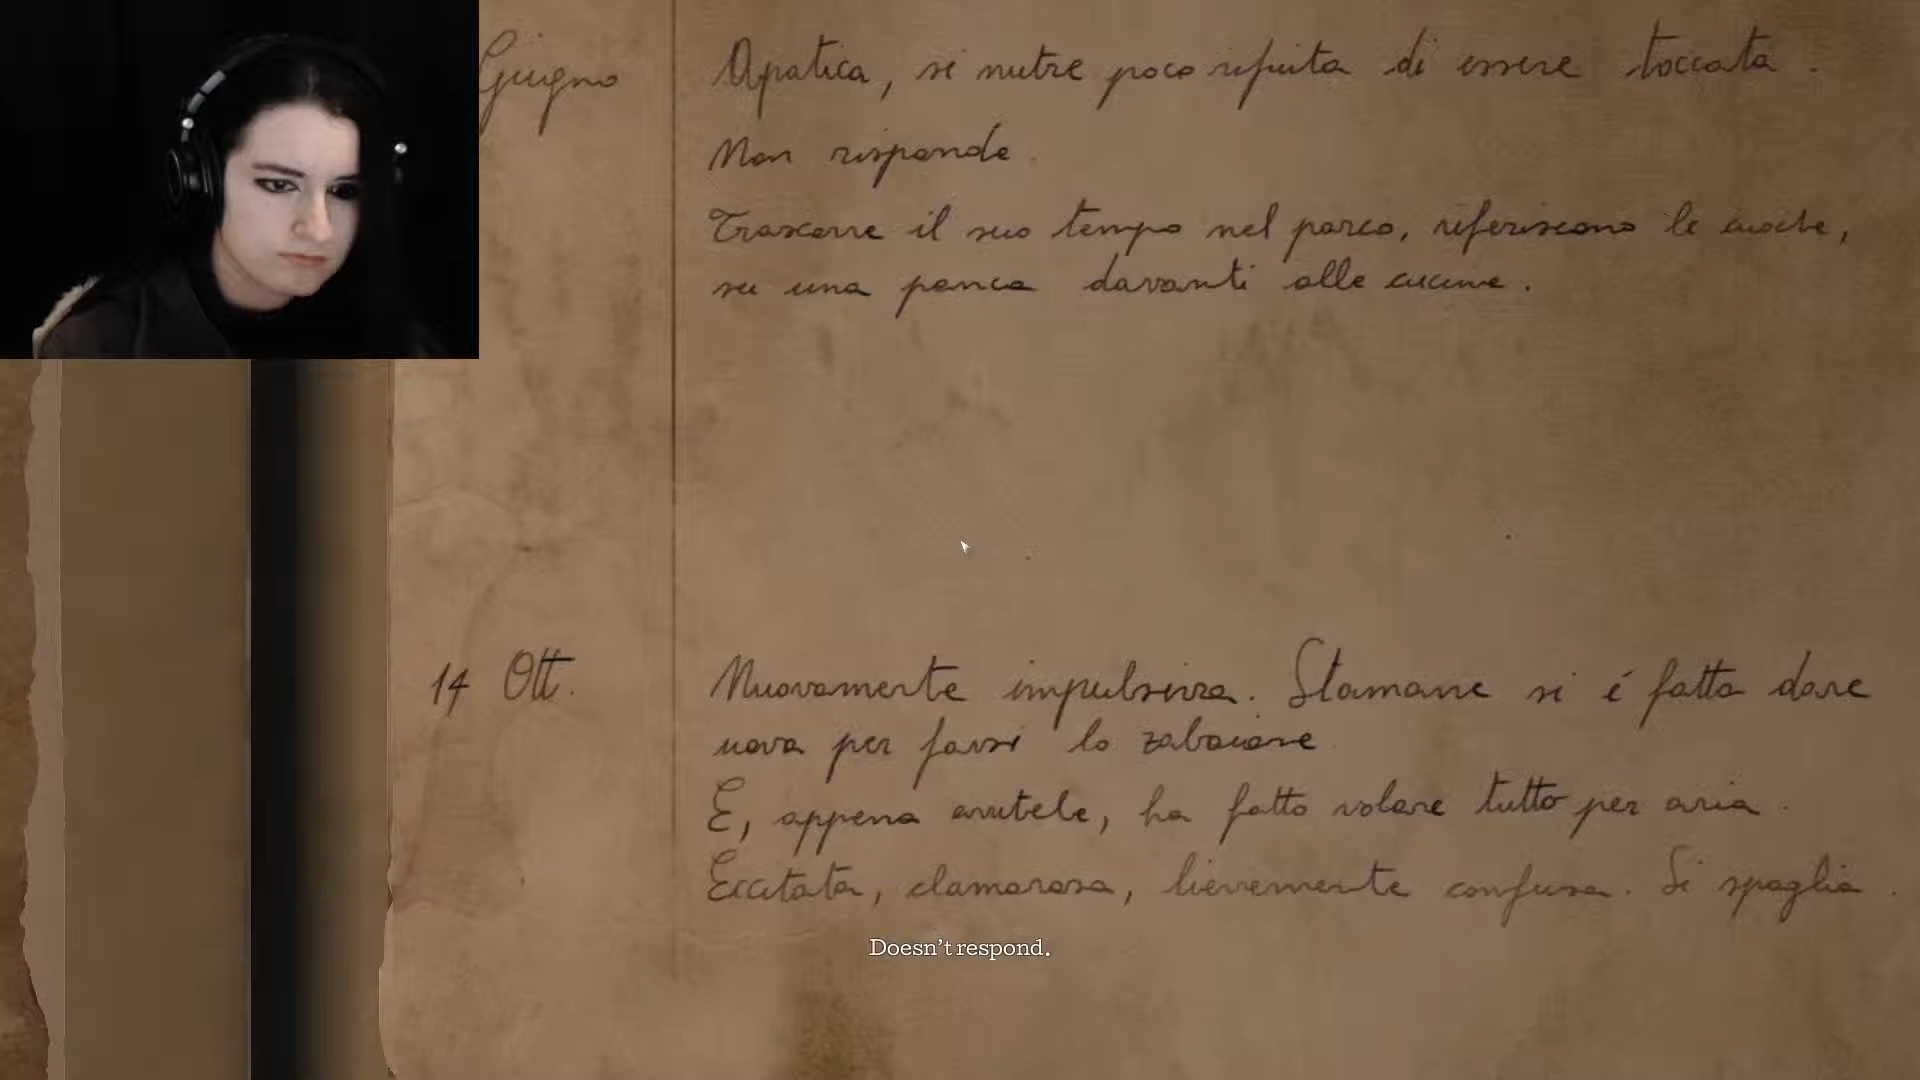 Giugno
Apatica, si nutre poco rifiuta di essere toccata.
Non risponde.
Trascorre il suo tempo nel parco, riferiscono le cuoche,
su una panca davanti alle cucine.
14 Ott.
Nuovamente impulsiva. Stamane si é fatta dare
uova per farsi lo zabaione.
E, appena avutele, ha fatto volare tutto per aria.
Eccitata, clamorosa, lievemente confusa. Si spoglia.
Doesn't respond.